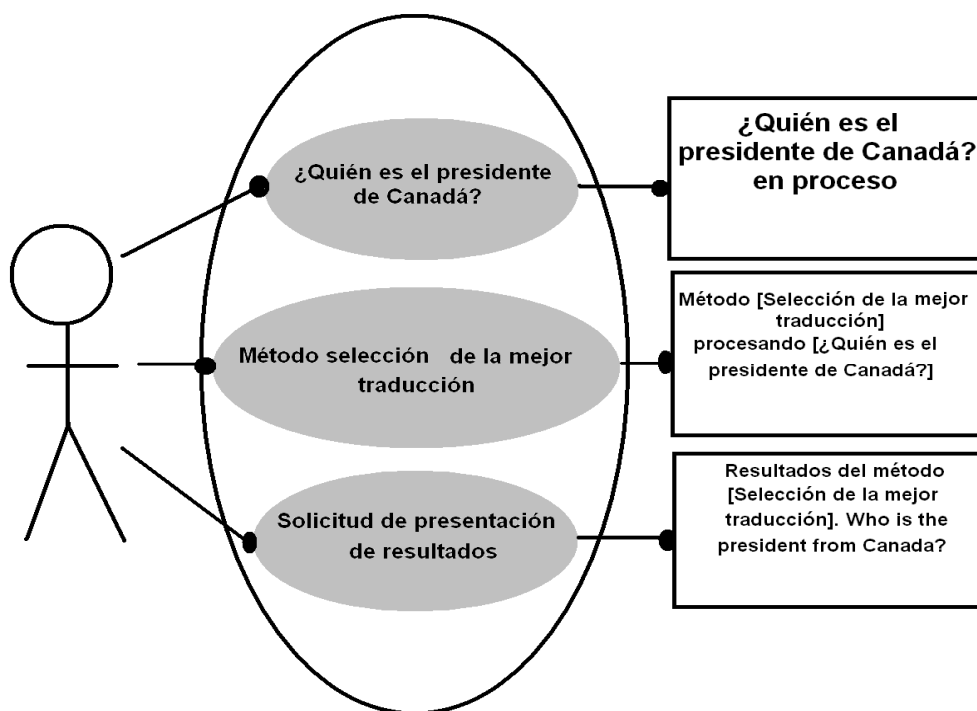 ¿Quién es el presidente
de Canadá?
¿Quién es el
presidente de Canadá?
en proceso
Método selección de la mejor
traducción
Método [Selección de la mejor
traducción]
procesando [¿Quién es el
presidente de Canadá?]
Solicitud de presentación
de resultados
Resultados del método
[Selección de la mejor
traducción]. Who is the
president from Canada?